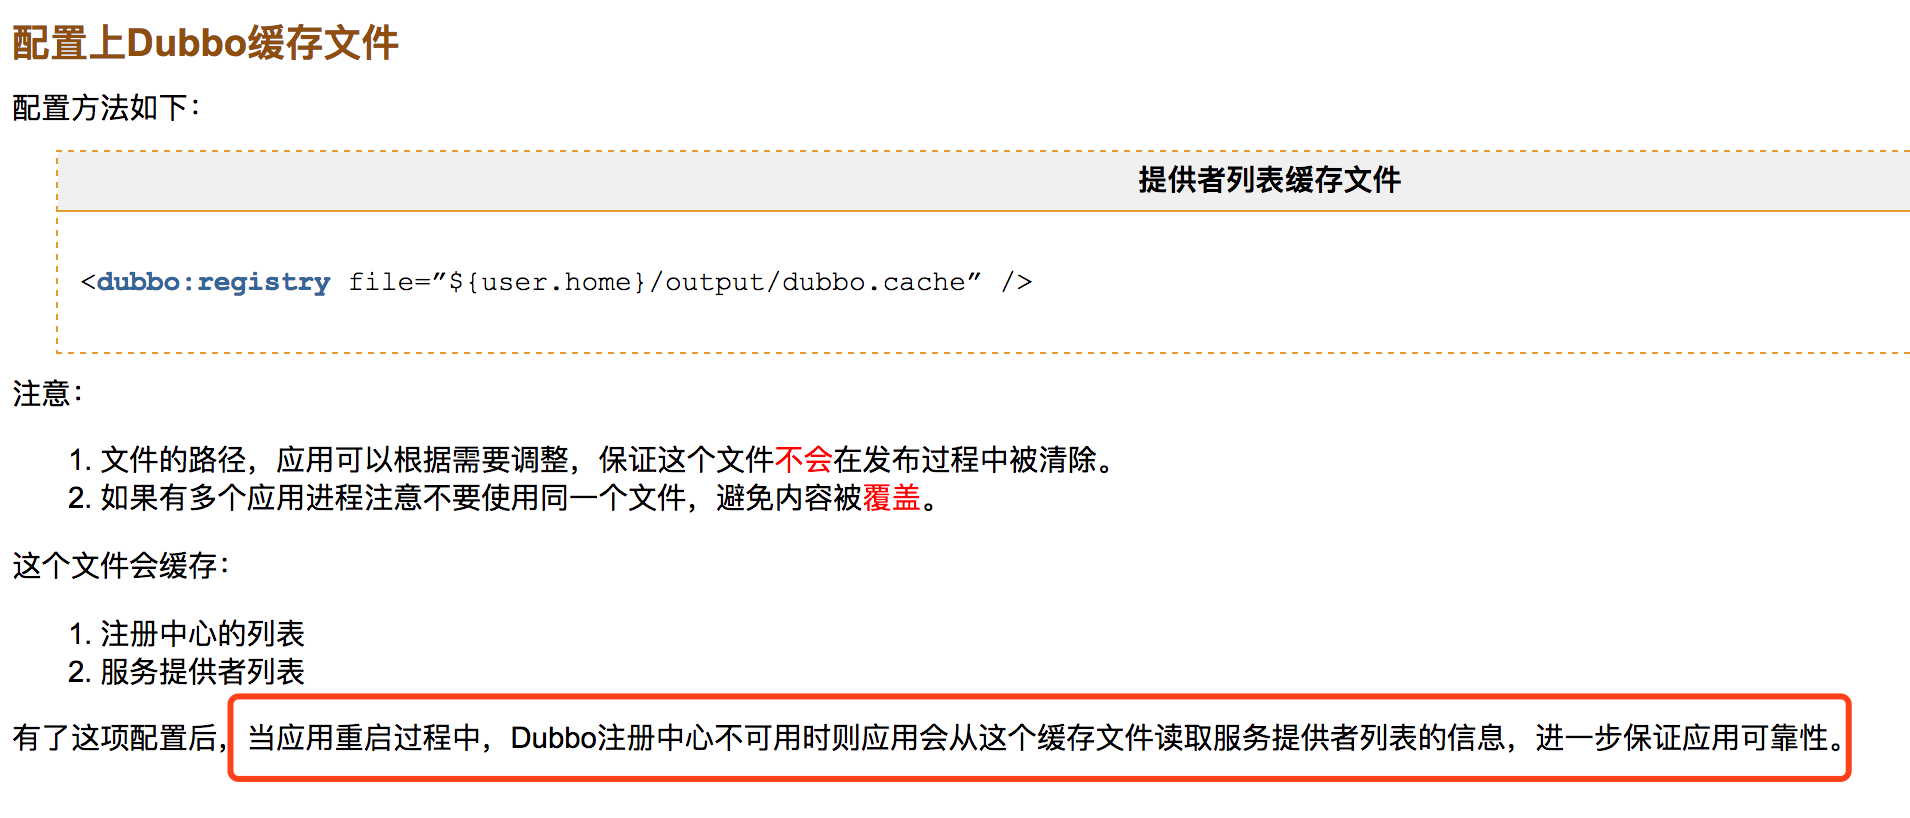 配置上Dubbo缓存文件
配置方法如下：
提供者列表缓存文件
<dubbo:registry file=”${user.home}/output/dubbo.cache” />
注意：
1. 文件的路径，应用可以根据需要调整，保证这个文件不会在发布过程中被清除。
2. 如果有多个应用进程注意不要使用同一个文件，避免内容被覆盖。
这个文件会缓存：
1. 注册中心的列表
2. 服务提供者列表
有了这项配置后，当应用重启过程中，Dubbo注册中心不可用时则应用会从这个缓存文件读取服务提供者列表的信息，进一步保证应用可靠性。